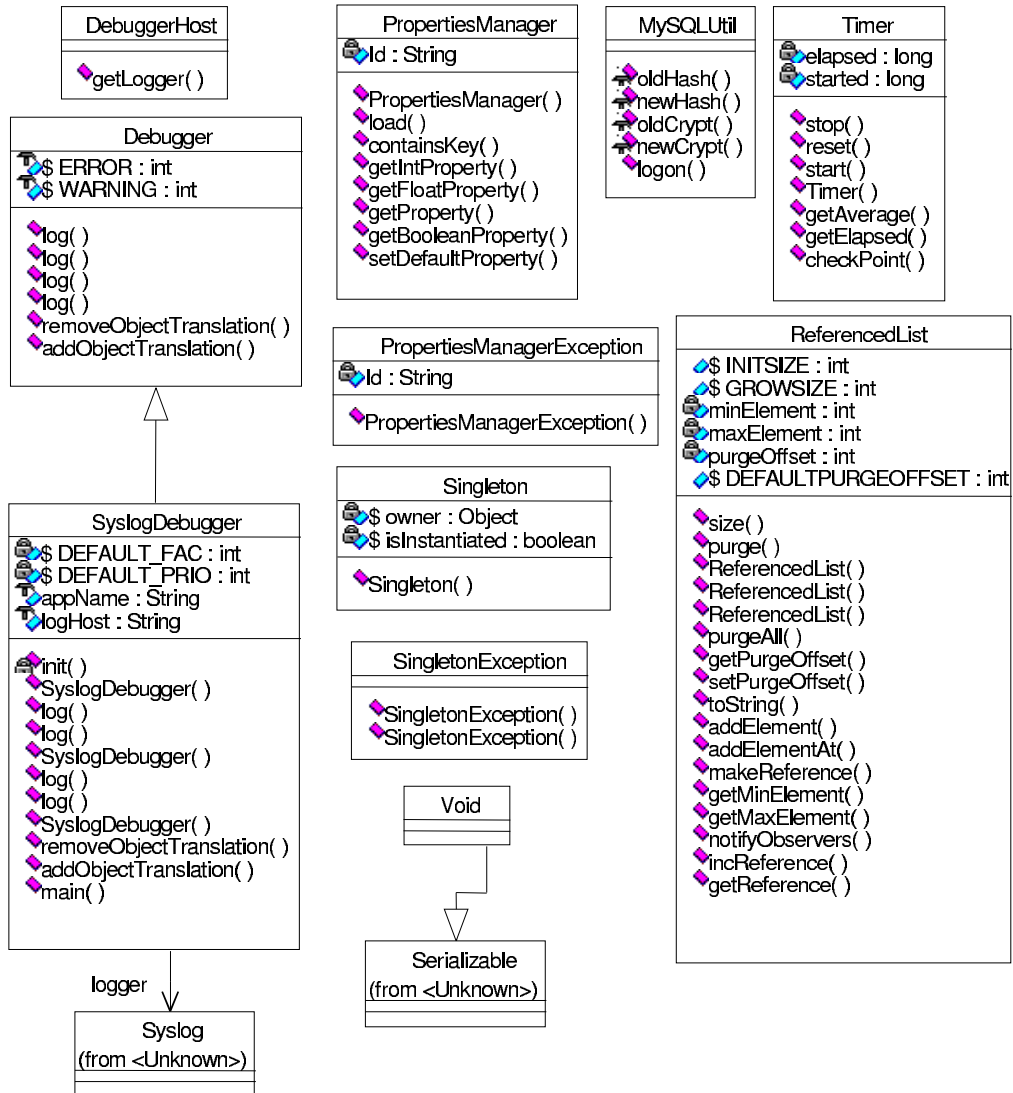 DebuggerHost
getLogger( )
Debugger
$ ERROR : int
$ WARNING : int
log( )
log( )
log( )
log( )
removeObjectTranslation( )
addObjectTranslation( )
SyslogDebugger
$ DEFAULT_FAC : int
$ DEFAULT_PRIO : int
appName : String
logHost : String
init( )
SyslogDebugger( )
log( )
log( )
SyslogDebugger( )
log( )
log( )
SyslogDebugger( )
removeObjectTranslation( )
addObjectTranslation( )
main( )
logger
Syslog
(from <Unknown>)
PropertiesManager
Id : String
PropertiesManager( )
load( )
containsKey( )
getIntProperty( )
getFloatProperty( )
getProperty( )
getBooleanProperty( )
setDefaultProperty( )
PropertiesManagerException
Id : String
PropertiesManagerException( )
Singleton
$ owner : Object
$ isInstantiated : boolean
Singleton( )
SingletonException
SingletonException( )
SingletonException( )
Void
Serializable
(from <Unknown>)
MySQLUtil
oldHash( )
newHash( )
oldCrypt( )
newCrypt( )
logon( )
Timer
elapsed : long
started : long
stop( )
reset( )
start( )
Timer( )
getAverage( )
getElapsed( )
checkPoint( )
ReferencedList
$ INITSIZE : int
$ GROWSIZE : int
minElement : int
maxElement : int
purgeOffset : int
$ DEFAULTPURGEOFFSET : int
size( )
purge( )
ReferencedList( )
ReferencedList( )
ReferencedList( )
purgeAll( )
getPurgeOffset( )
setPurgeOffset( )
toString( )
addElement( )
addElementAt( )
makeReference( )
getMinElement( )
getMaxElement( )
notifyObservers( )
incReference( )
getReference( )